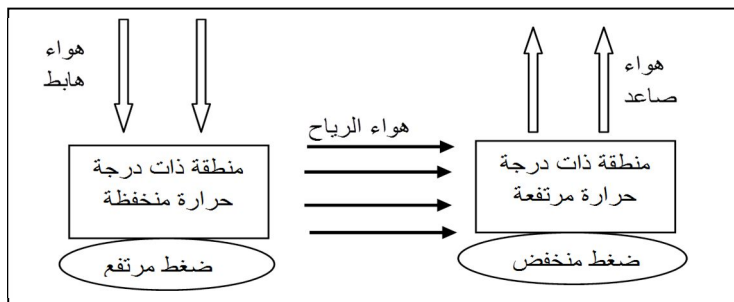 هواء
هابط
هواء
صاعد
هواء الرياح
منطقة ذات درجة
حرارة منخفظة
منطقة ذات درجة
حرارة مرتفعة
ضغط مرتفع
ضغط منخفض